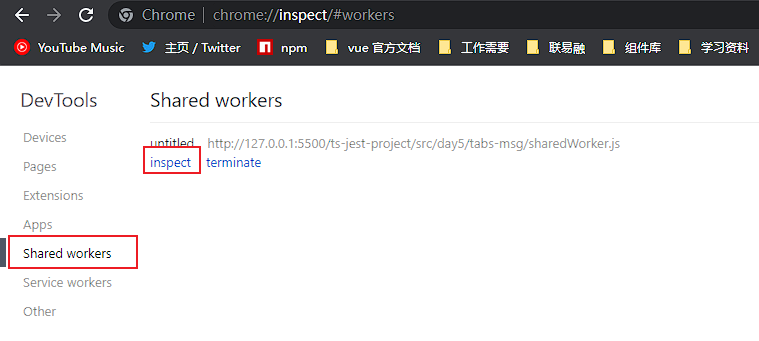 Chrome | chrome://inspect/#workers
YouTube Music 主页 / Twitter npm vue 官方文档 工作需要 联易融 组件库 学习资料
DevTools
Devices
Pages
Extensions
Apps
Shared workers
Service workers
Other
Shared workers
untitled http://127.0.0.1:5500/ts-jest-project/src/day5/tabs-msg/sharedWorker.js
inspect terminate